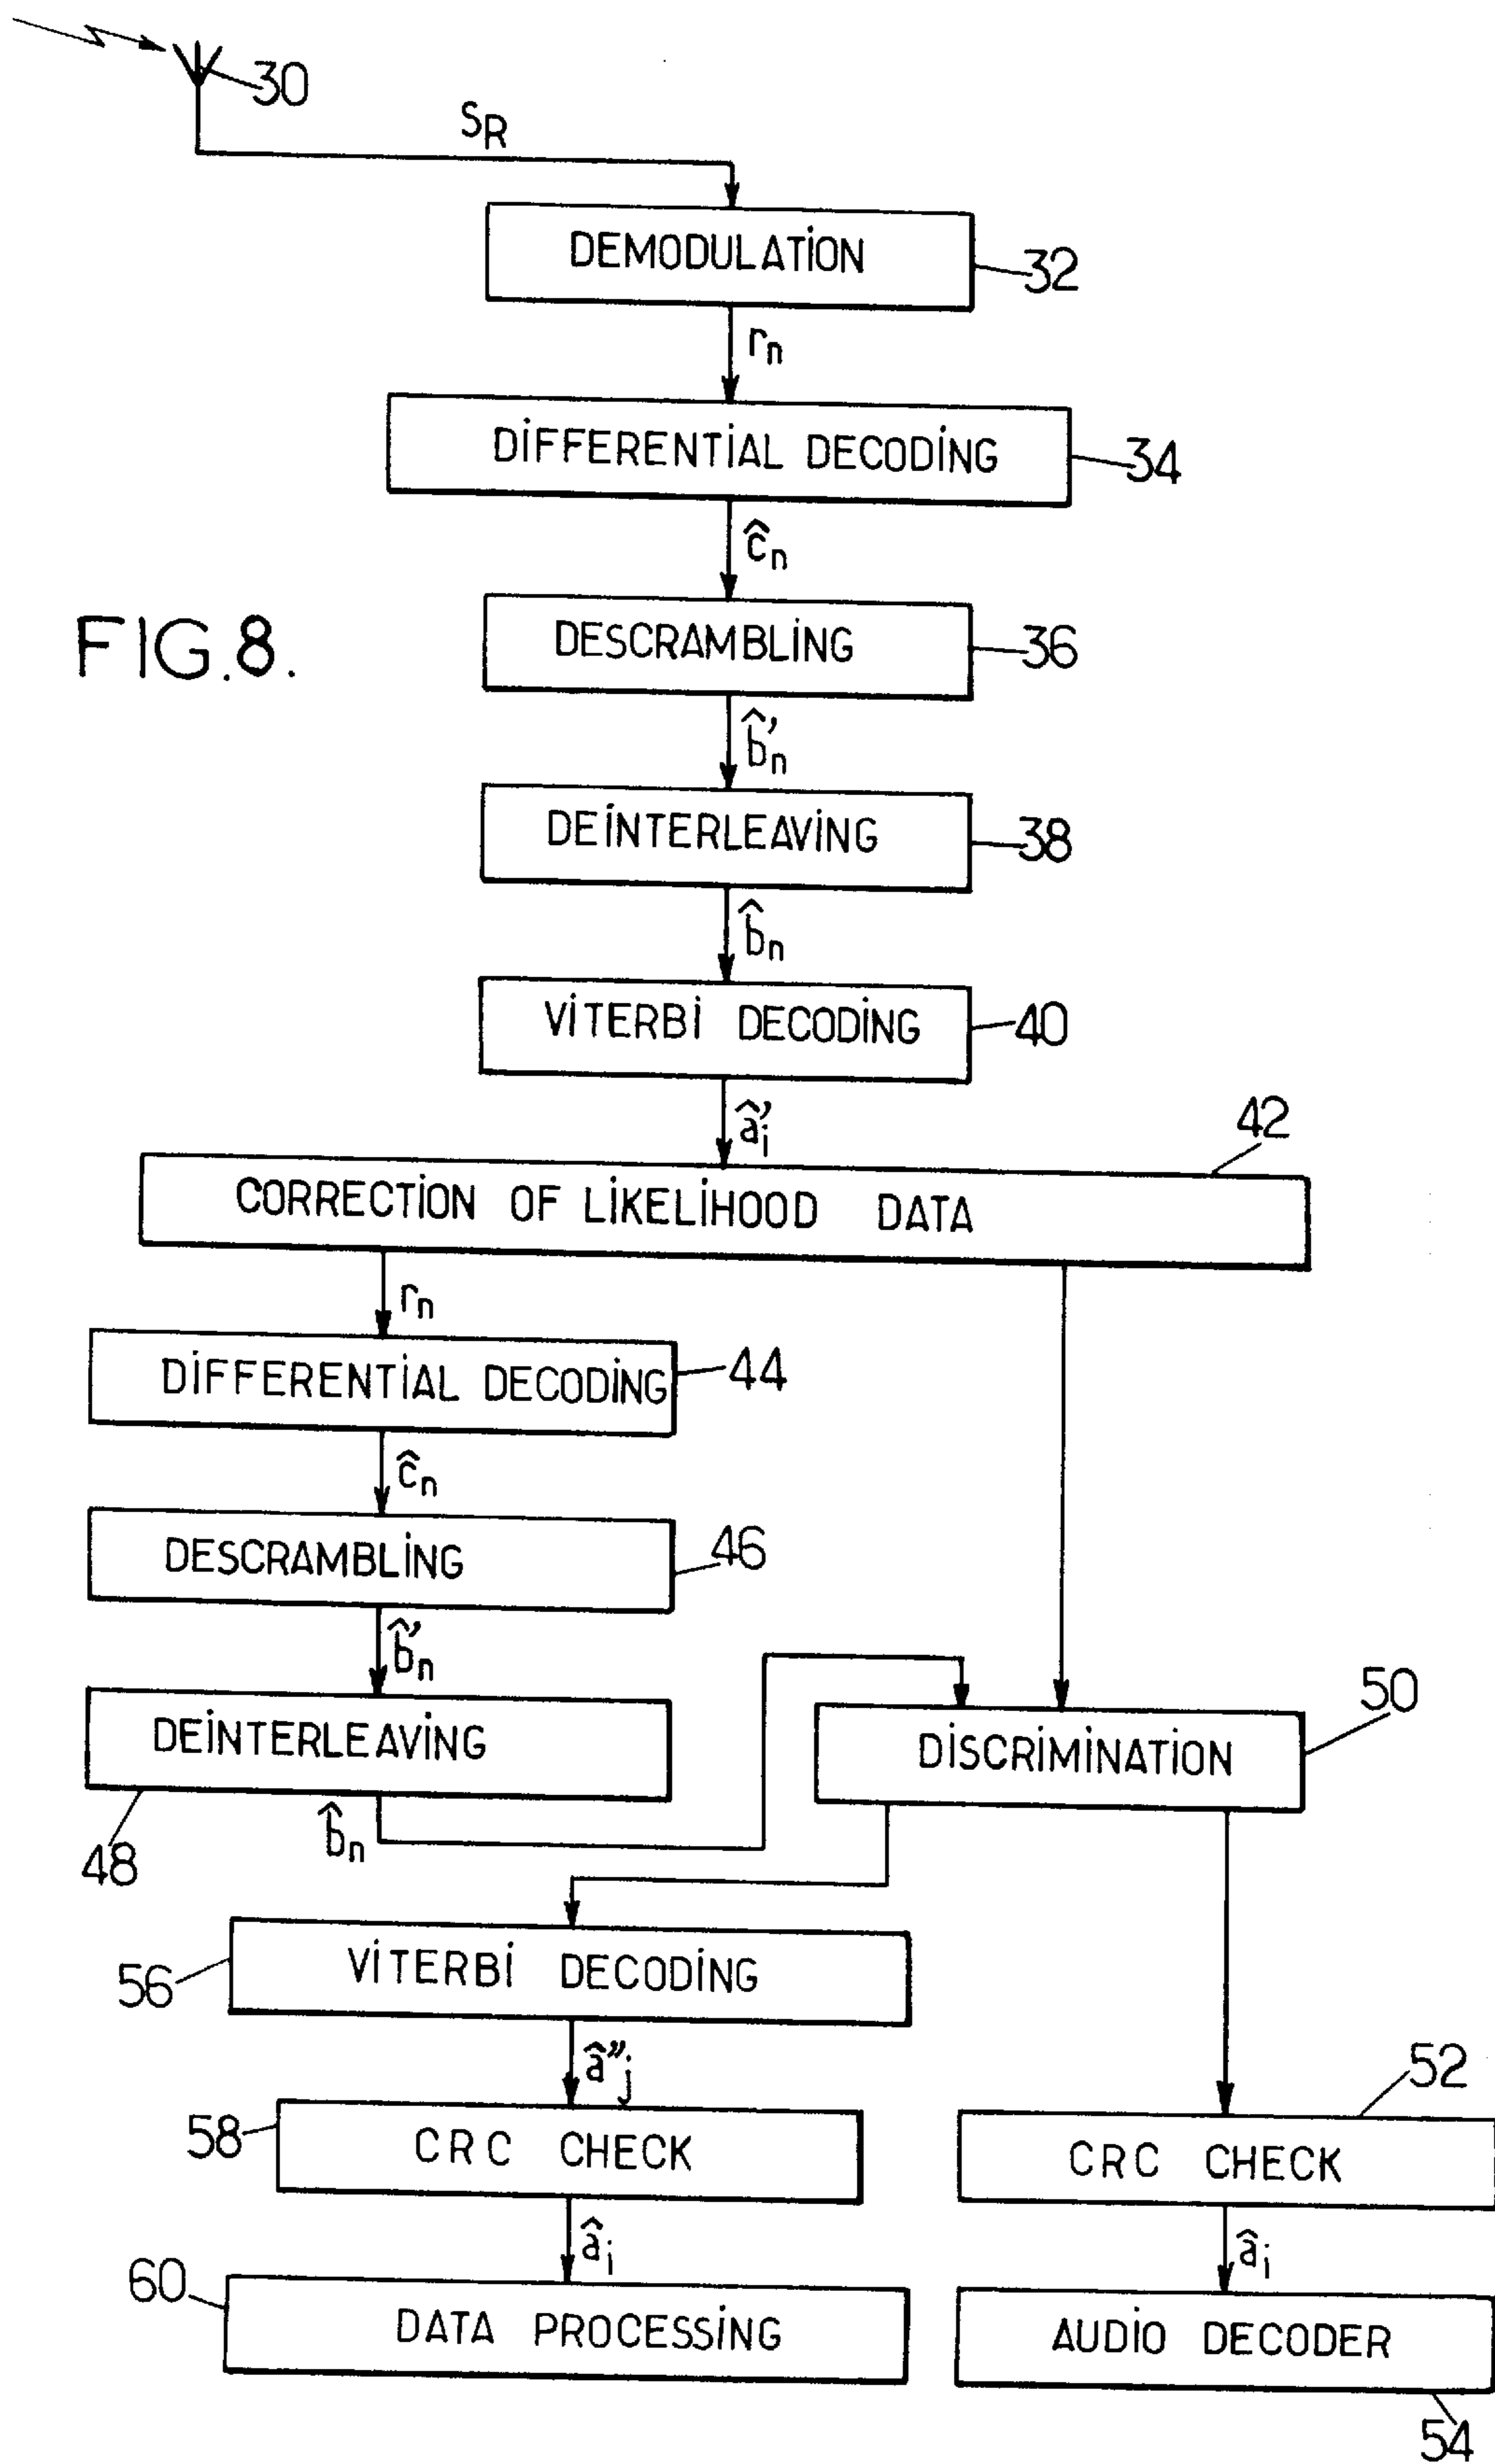 30
S_R
DEMODULATION
32
r_n
DIFFERENTIAL DECODING
34
ĉ_n
FIG.8.
DESCRAMBLING
36
b̂'_n
DEINTERLEAVING
38
b̂_n
VITERBI DECODING
40
â'_i
42
CORRECTION OF LIKELIHOOD DATA
r_n
DIFFERENTIAL DECODING
44
ĉ_n
DESCRAMBLING
46
b̂'_n
50
DEINTERLEAVING
DISCRIMINATION
48
b̂_n
VITERBI DECODING
56
â"_j
52
58
CRC CHECK
CRC CHECK
â_i
â_i
60
DATA PROCESSING
AUDIO DECODER
54